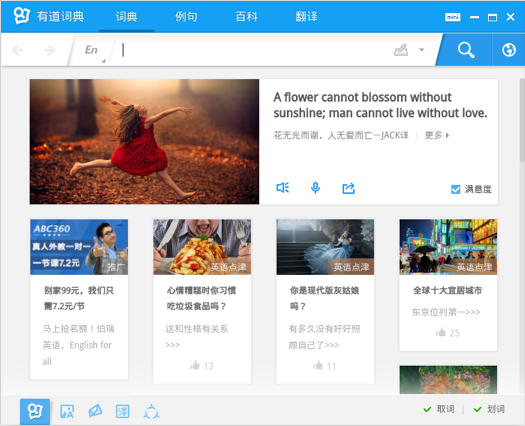 有道词典 词典 例句 百科 翻译 mini
En
A flower cannot blossom without
sunshine; man cannot live without love.
花无光而谢，人无爱而亡－JACK译 更多
满意度
ABC360
真人外教一对一
一节课7.2元
推广
英语点津
英语点津
英语点津
别家99元，我们只
需7.2元/节
马上抢名额！伯瑞
英语，English for
all
心情糟糕时你习惯
吃垃圾食品吗？
这和性格有关系
>>>
13
你是现代版灰姑娘
吗？
有多久没有好好照
顾自己了>>>
11
全球十大宜居城市
东京位列第一>>>
25
取词 划词